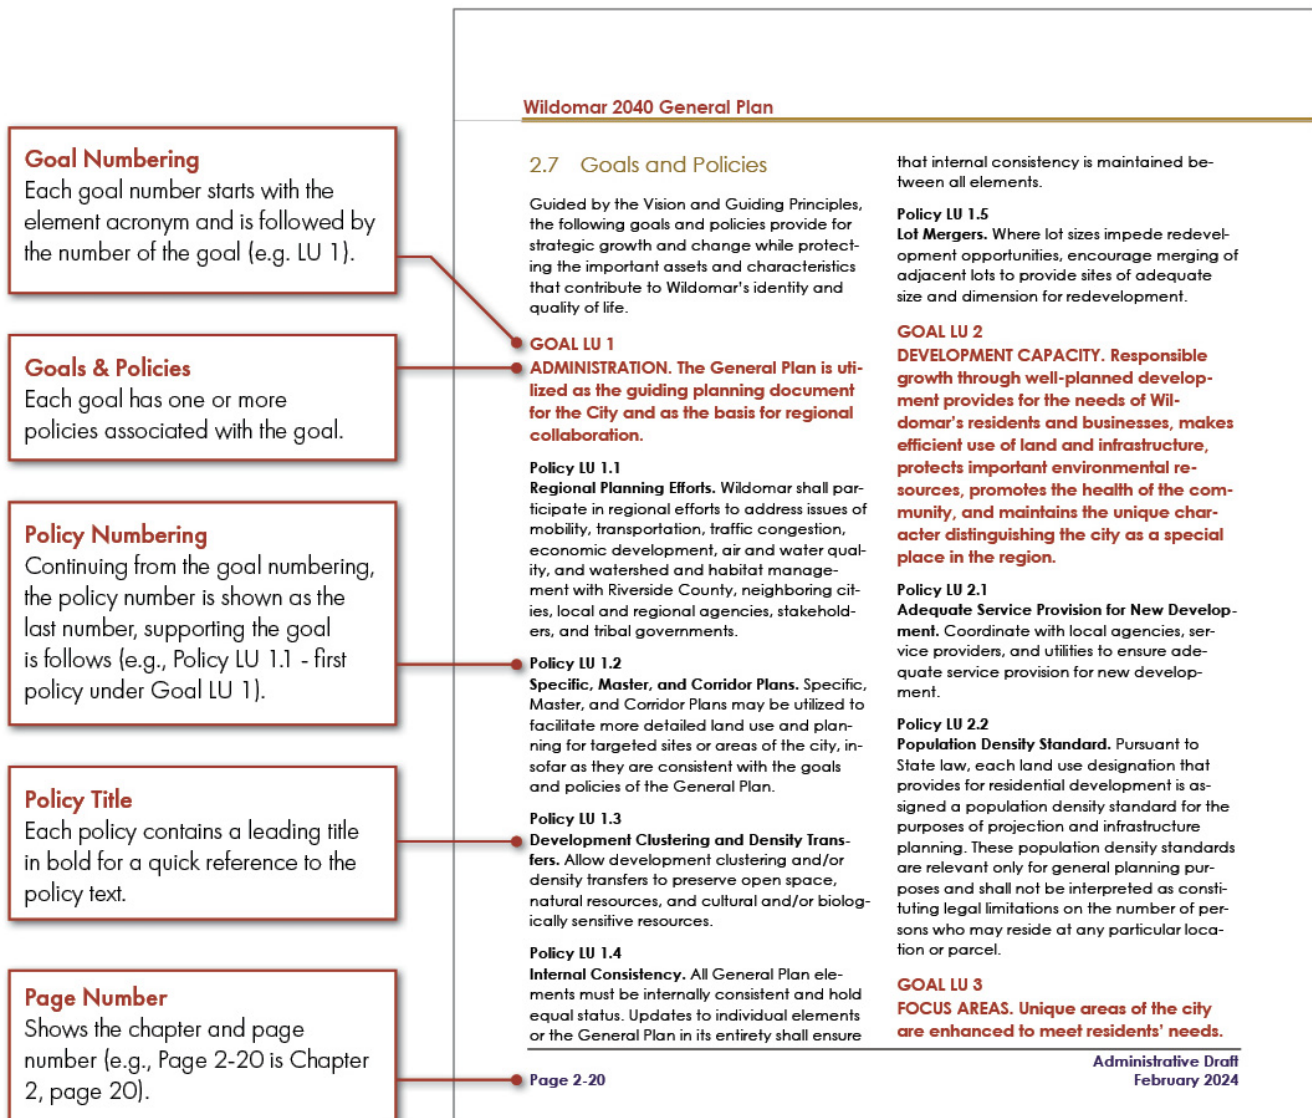 Goal Numbering
Each goal number starts with the
element acronym and is followed by
the number of the goal (e.g. LU 1).
Goals & Policies
Each goal has one or more
policies associated with the goal.
Policy Numbering
Continuing from the goal numbering,
the policy number is shown as the
last number, supporting the goal
is follows (e.g., Policy LU 1.1 - first
policy under Goal LU 1).
Policy Title
Each policy contains a leading title
in bold for a quick reference to the
policy text.
Page Number
Shows the chapter and page
number (e.g., Page 2-20 is Chapter
2, page 20).
Wildomar 2040 General Plan
2.7 Goals and Policies
Guided by the Vision and Guiding Principles,
the following goals and policies provide for
strategic growth and change while protect-
ing the important assets and characteristics
that contribute to Wildomar's identity and
quality of life.
GOAL LU 1
ADMINISTRATION. The General Plan is uti-
lized as the guiding planning document
for the City and as the basis for regional
collaboration.
Policy LU 1.1
Regional Planning Efforts. Wildomar shall par-
ticipate in regional efforts to address issues of
mobility, transportation, traffic congestion,
economic development, air and water qual-
ity, and watershed and habitat manage-
ment with Riverside County, neighboring cit-
ies, local and regional agencies, stakehold-
ers, and tribal governments.
Policy LU 1.2
Specific, Master, and Corridor Plans. Specific,
Master, and Corridor Plans may be utilized to
facilitate more detailed land use and plan-
ning for targeted sites or areas of the city, in-
sofar as they are consistent with the goals
and policies of the General Plan.
Policy LU 1.3
Development Clustering and Density Trans-
fers. Allow development clustering and/or
density transfers to preserve open space,
natural resources, and cultural and/or biolog-
ically sensitive resources.
Policy LU 1.4
Internal Consistency. All General Plan ele-
ments must be internally consistent and hold
equal status. Updates to individual elements
or the General Plan in its entirety shall ensure
that internal consistency is maintained be-
tween all elements.
Policy LU 1.5
Lot Mergers. Where lot sizes impede redevel-
opment opportunities, encourage merging of
adjacent lots to provide sites of adequate
size and dimension for redevelopment.
GOAL LU 2
DEVELOPMENT CAPACITY. Responsible
growth through well-planned develop-
ment provides for the needs of Wil-
domar's residents and businesses, makes
efficient use of land and infrastructure,
protects important environmental re-
sources, promotes the health of the com-
munity, and maintains the unique char-
acter distinguishing the city as a special
place in the region.
Policy LU 2.1
Adequate Service Provision for New Develop-
ment. Coordinate with local agencies, ser-
vice providers, and utilities to ensure ade-
quate service provision for new develop-
ment.
Policy LU 2.2
Population Density Standard. Pursuant to
State law, each land use designation that
provides for residential development is as-
signed a population density standard for the
purposes of projection and infrastructure
planning. These population density standards
are relevant only for general planning pur-
poses and shall not be interpreted as consti-
tuting legal limitations on the number of per-
sons who may reside at any particular loca-
tion or parcel.
GOAL LU 3
FOCUS AREAS. Unique areas of the city
are enhanced to meet residents' needs.
Page 2-20
Administrative Draft
February 2024